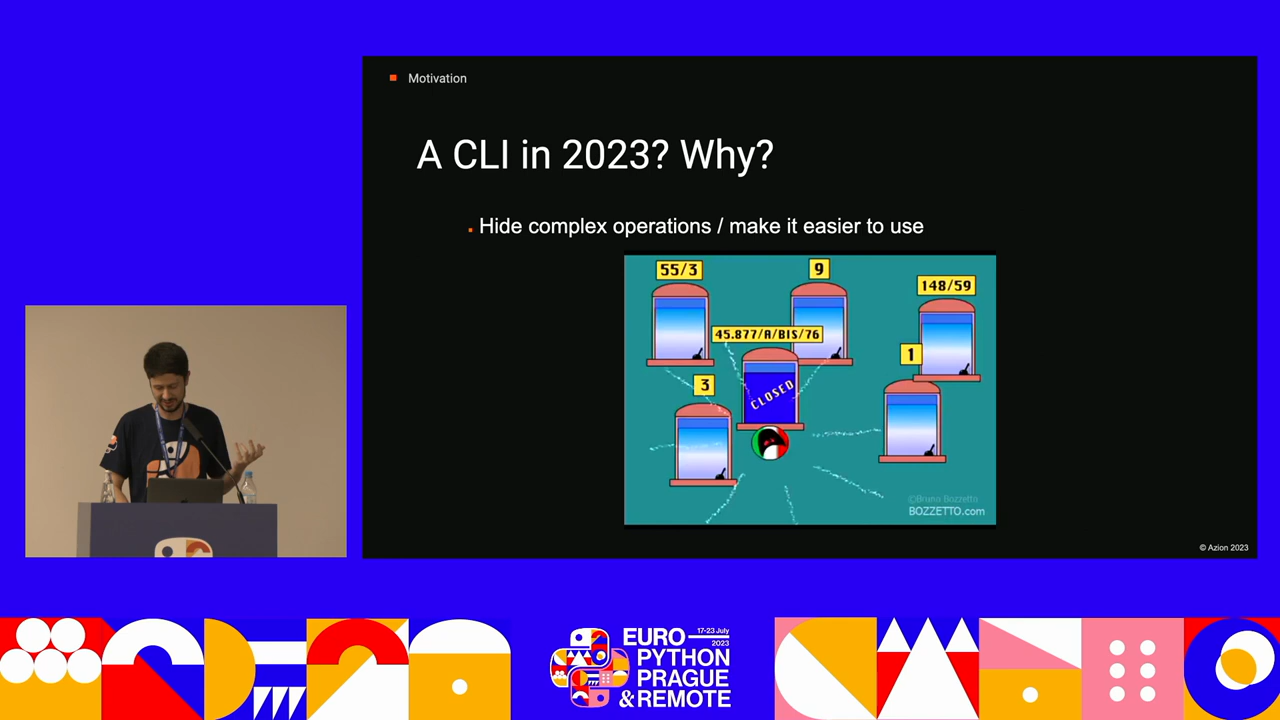 Motivation
A CLI in 2023? Why?
Hide complex operations / make it easier to use
55/3
9
148/59
45.877/A/BIS/76
1
3
CLOSED
©Bruno Bozzetto
BOZZETTO.com
© Azion 2023
EURO
17-23 July
2023
PYTHON
PRAGUE
& REMOTE